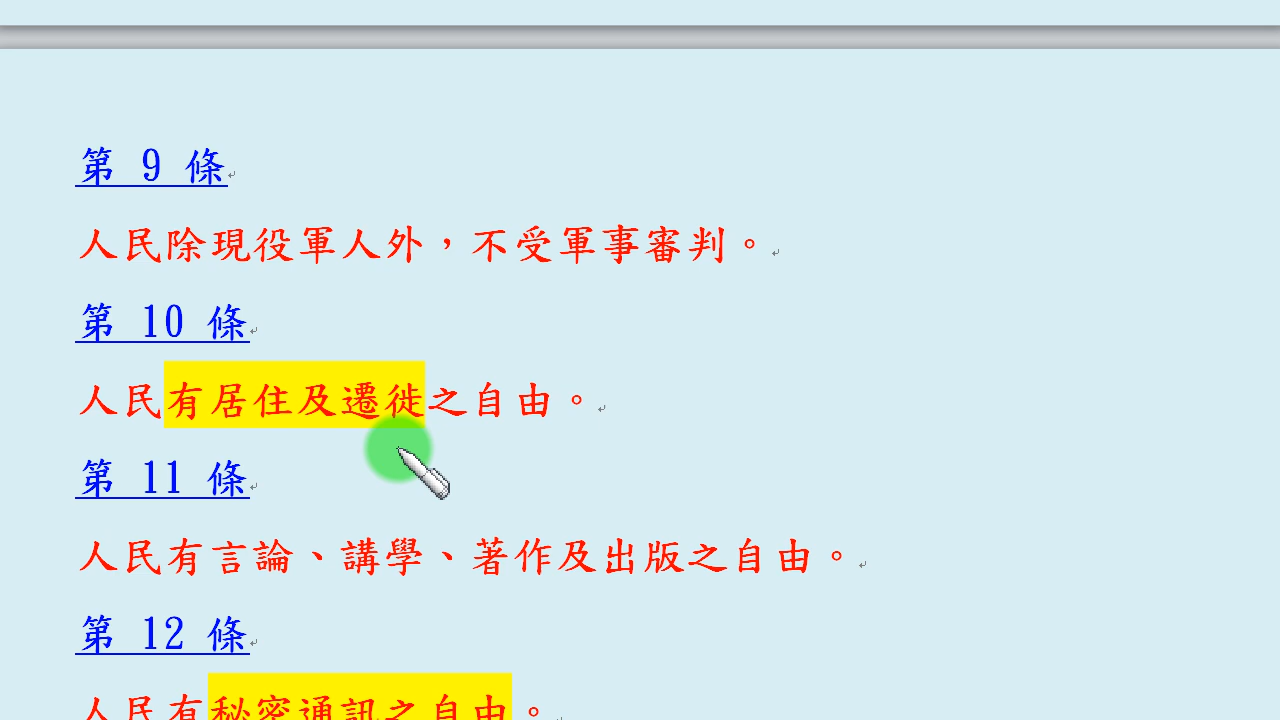 第 9 條
人民除現役軍人外，不受軍事審判。
第 10 條
人民有居住及遷徙之自由。
第 11 條
人民有言論、講學、著作及出版之自由。
第 12 條
人民有秘密通訊之自由。